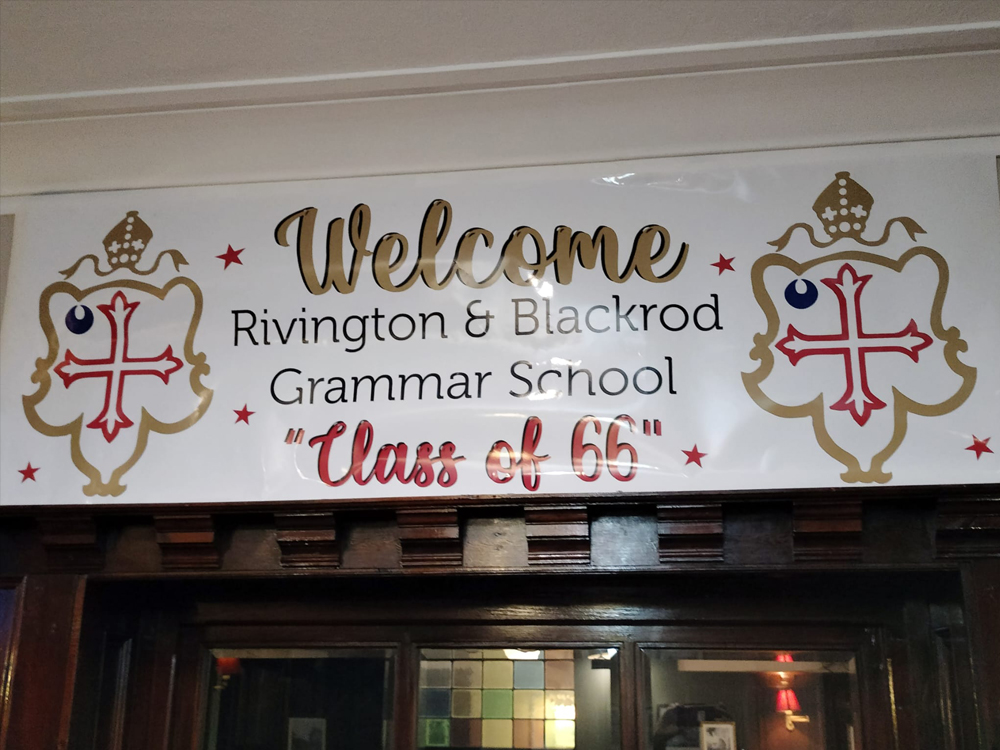 Welcome
Rivington & Blackrod
Grammar School
"Class of 66"